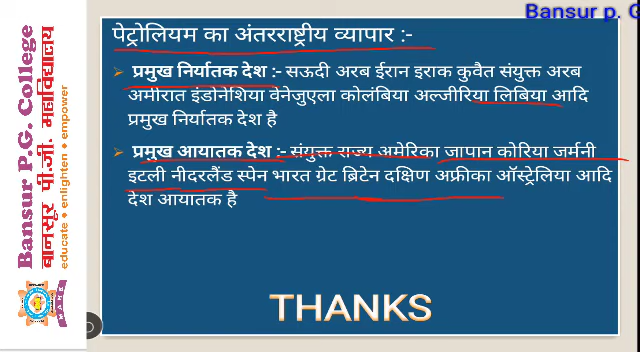 Bansur p. G
पेट्रोलियम का अंतरराष्ट्रीय व्यापार :-
प्रमुख निर्यातक देश :- सऊदी अरब ईरान इराक कुवैत संयुक्त अरब
अमीरात इंडोनेशिया वेनेजुएला कोलंबिया अल्जीरिया लिबिया आदि
प्रमुख निर्यातक देश है
प्रमुख आयातक देश :- संयुक्त राज्य अमेरिका जापान कोरिया जर्मनी
इटली नीदरलैंड स्पेन भारत ग्रेट ब्रिटेन दक्षिण अफ्रीका ऑस्ट्रेलिया आदि
देश आयातक है
THANKS
Bansur P.G. College
बानसूर पी.जी. महाविद्यालय
educate • enlighten • empower